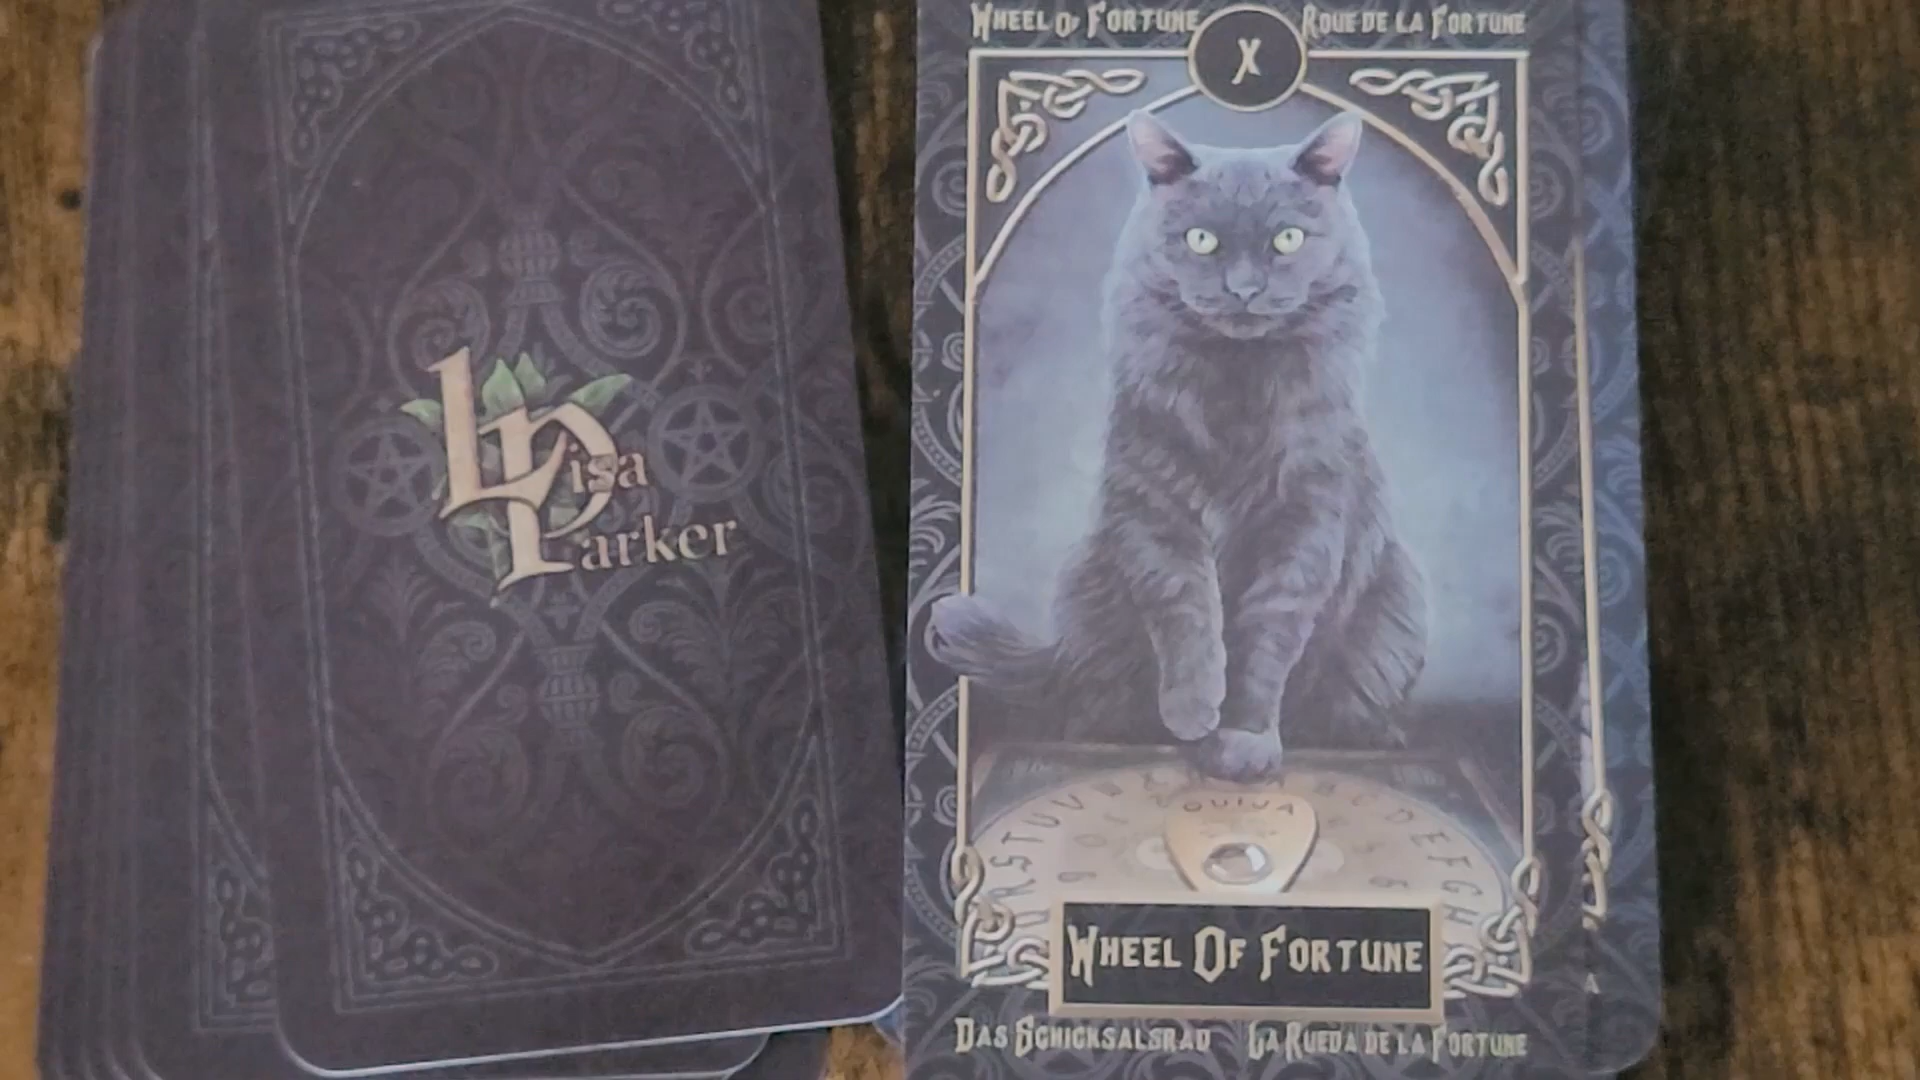 Lisa
Parker
WHEEL OF FORTUNE
X
ROUE DE LA FORTUNE
OUIJA
R S T U V
D E F G H
WHEEL OF FORTUNE
DAS SCHICKSALSRAD
LA RUEDA DE LA FORTUNE
A